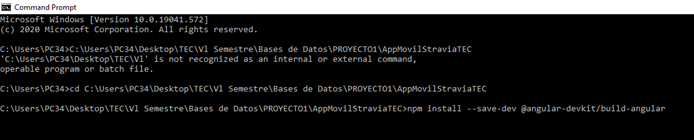 Command Prompt
Microsoft Windows [Version 10.0.19041.572]
(c) 2020 Microsoft Corporation. All rights reserved.
C:\Users\PC34>C:\Users\PC34\Desktop\TEC\Vl Semestre\Bases de Datos\PROYECTO1\AppMovilStraviaTEC
'C:\Users\PC34\Desktop\TEC\Vl' is not recognized as an internal or external command,
operable program or batch file.
C:\Users\PC34>cd C:\Users\PC34\Desktop\TEC\Vl Semestre\Bases de Datos\PROYECTO1\AppMovilStraviaTEC
C:\Users\PC34\Desktop\TEC\Vl Semestre\Bases de Datos\PROYECTO1\AppMovilStraviaTEC>npm install --save-dev @angular-devkit/build-angular